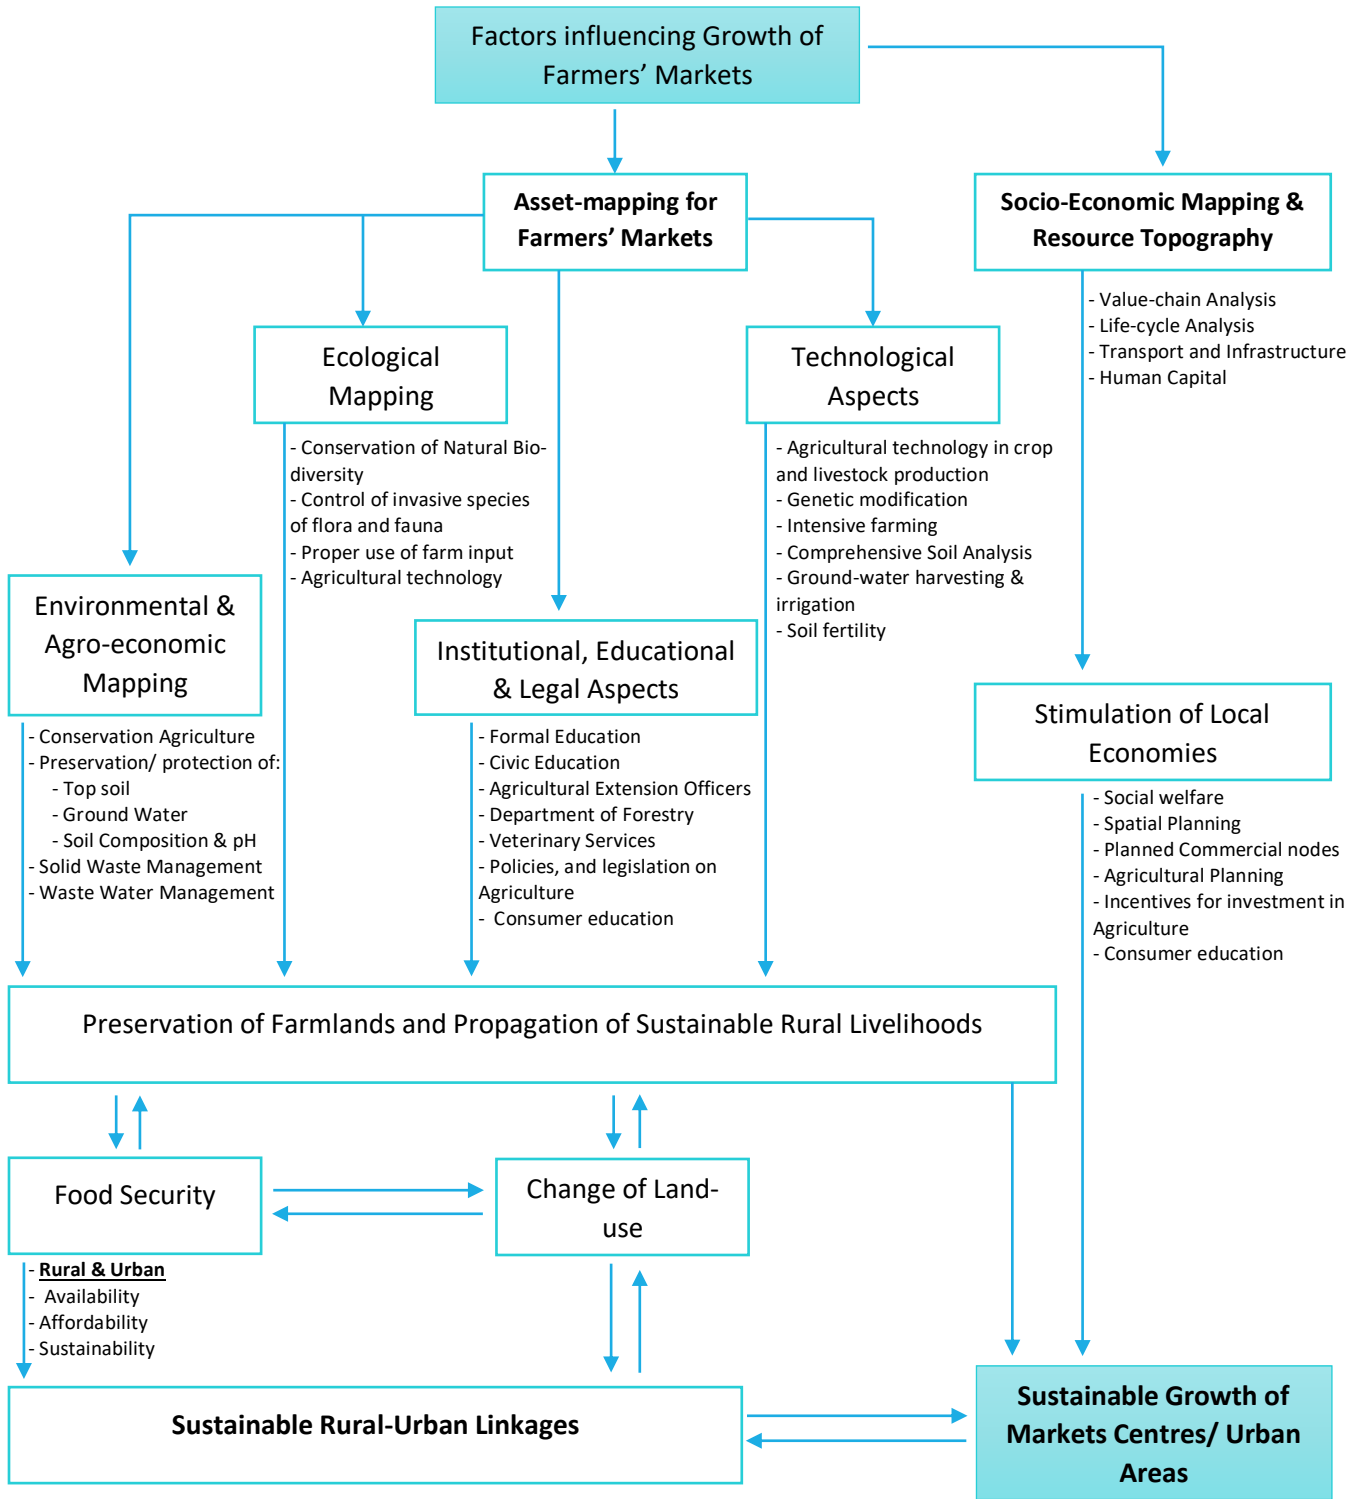 Factors influencing Growth of
Farmers’ Markets
Asset-mapping for
Farmers’ Markets
Socio-Economic Mapping &
Resource Topography
- Value-chain Analysis
- Life-cycle Analysis
- Transport and Infrastructure
- Human Capital
Ecological
Mapping
Technological
Aspects
- Conservation of Natural Bio-
diversity
- Control of invasive species
of flora and fauna
- Proper use of farm input
- Agricultural technology
- Agricultural technology in crop
and livestock production
- Genetic modification
- Intensive farming
- Comprehensive Soil Analysis
- Ground-water harvesting &
irrigation
- Soil fertility
Environmental &
Agro-economic
Mapping
Institutional, Educational
& Legal Aspects
Stimulation of Local
Economies
- Conservation Agriculture
- Preservation/ protection of:
- Top soil
- Ground Water
- Soil Composition & pH
- Solid Waste Management
- Waste Water Management
- Formal Education
- Civic Education
- Agricultural Extension Officers
- Department of Forestry
- Veterinary Services
- Policies, and legislation on
Agriculture
- Consumer education
- Social welfare
- Spatial Planning
- Planned Commercial nodes
- Agricultural Planning
- Incentives for investment in
Agriculture
- Consumer education
Preservation of Farmlands and Propagation of Sustainable Rural Livelihoods
Food Security
Change of Land-
use
- Rural & Urban
- Availability
- Affordability
- Sustainability
Sustainable Rural-Urban Linkages
Sustainable Growth of
Markets Centres/ Urban
Areas